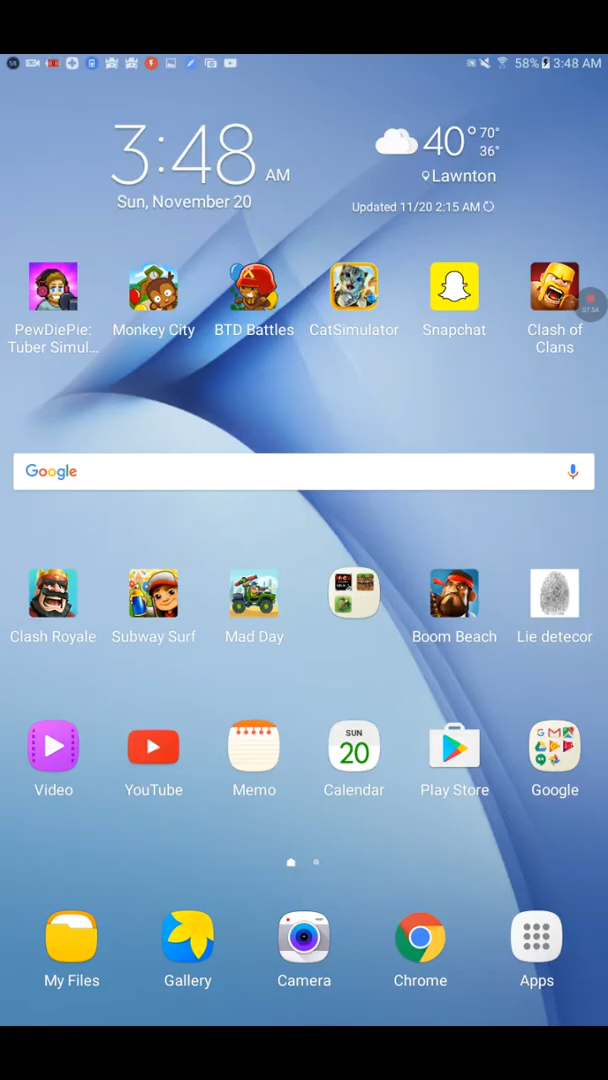 58% 3:48 AM
3:48 AM
Sun, November 20
40° 70°
36°
Lawnton
Updated 11/20 2:15 AM
PewDiePie:
Tuber Simul...
Monkey City
BTD Battles
CatSimulator
Snapchat
Clash of
Clans
07:54
Google
Clash Royale
Subway Surf
Mad Day
Boom Beach
Lie detecor
SUN
20
Video
YouTube
Memo
Calendar
Play Store
Google
My Files
Gallery
Camera
Chrome
Apps